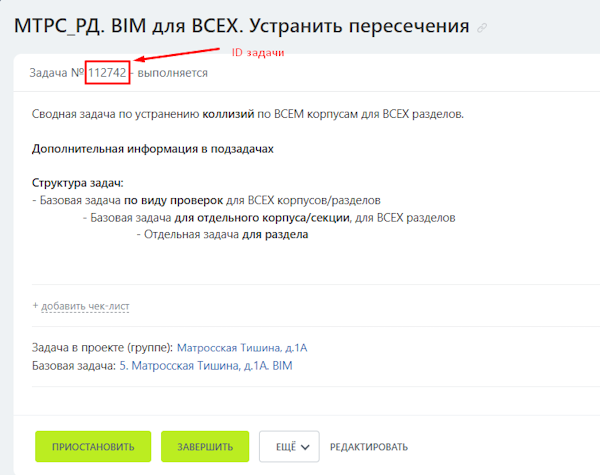 МТРС_РД. BIM для ВСЕХ. Устранить пересечения
ID задачи
Задача № 112742 - выполняется
Сводная задача по устранению коллизий по ВСЕМ корпусам для ВСЕХ разделов.
Дополнительная информация в подзадачах
Структура задач:
- Базовая задача по виду проверок для ВСЕХ корпусов/разделов
- Базовая задача для отдельного корпуса/секции, для ВСЕХ разделов
- Отдельная задача для раздела
+ добавить чек-лист
Задача в проекте (группе): Матросская Тишина, д.1А
Базовая задача: 5. Матросская Тишина, д.1А. BIM
ПРИОСТАНОВИТЬ ЗАВЕРШИТЬ ЕЩЁ РЕДАКТИРОВАТЬ